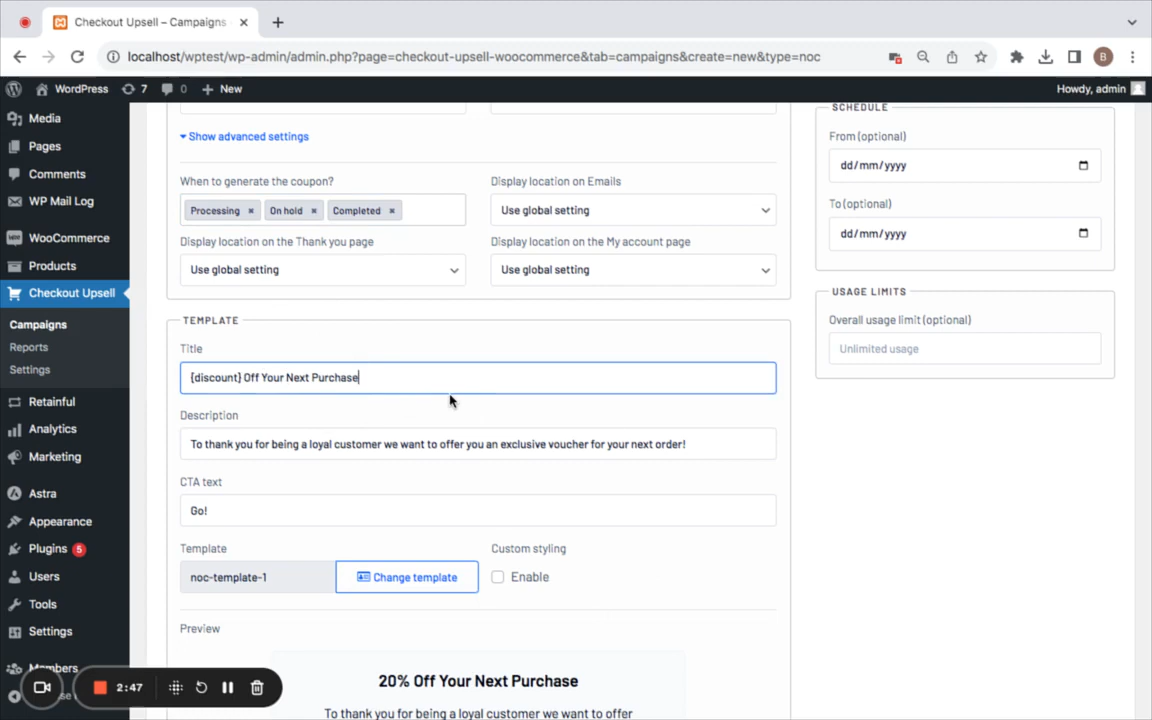 Checkout Upsell – Campaigns
localhost/wptest/wp-admin/admin.php?page=checkout-upsell-woocommerce&tab=campaigns&create=new&type=noc
B
WordPress 7 0 New Howdy, admin
Media
Pages
Comments
WP Mail Log
WooCommerce
Products
Checkout Upsell
Campaigns
Reports
Settings
Retainful
Analytics
Marketing
Astra
Appearance
Plugins 5
Users
Tools
Settings
Members
2:47
Show advanced settings
When to generate the coupon? Display location on Emails
Processing × On hold × Completed × Use global setting
Display location on the Thank you page Display location on the My account page
Use global setting Use global setting
TEMPLATE
Title
{discount} Off Your Next Purchase
Description
To thank you for being a loyal customer we want to offer you an exclusive voucher for your next order!
CTA text
Go!
Template Custom styling
noc-template-1 Change template Enable
Preview
20% Off Your Next Purchase
To thank you for being a loyal customer we want to offer
SCHEDULE
From (optional)
dd/mm/yyyy
To (optional)
dd/mm/yyyy
USAGE LIMITS
Overall usage limit (optional)
Unlimited usage